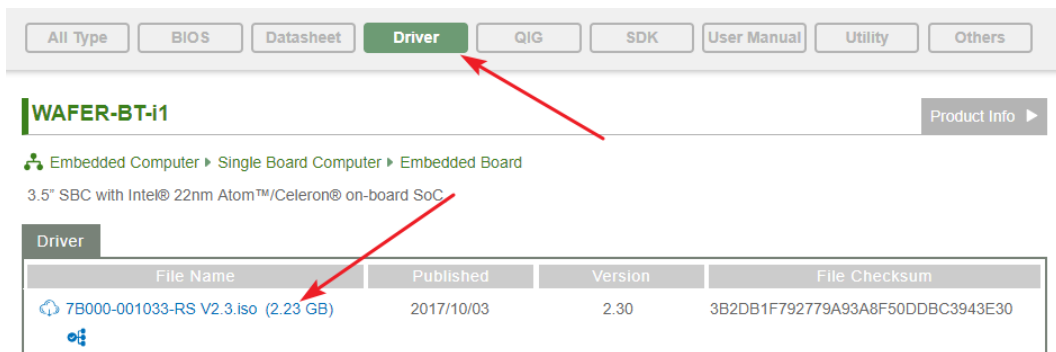 All Type BIOS Datasheet Driver QIG SDK User Manual Utility Others
WAFER-BT-i1 Product Info
Embedded Computer Single Board Computer Embedded Board
3.5” SBC with Intel® 22nm Atom™/Celeron® on-board SoC
Driver
File Name Published Version File Checksum
7B000-001033-RS V2.3.iso (2.23 GB) 2017/10/03 2.30 3B2DB1F792779A93A8F50DDBC3943E30